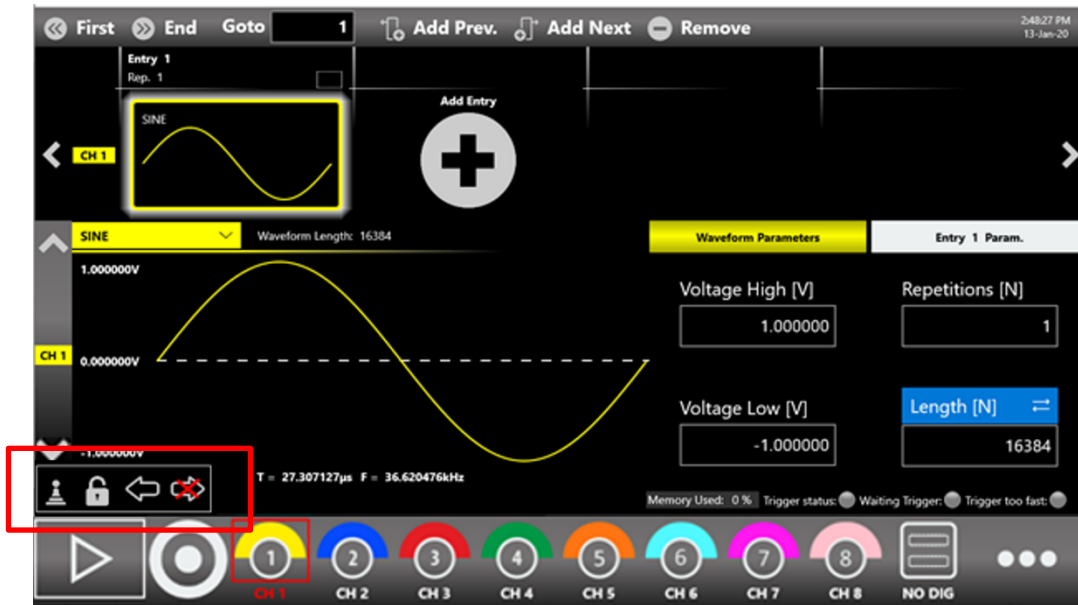 First End Goto 1 Add Prev. Add Next Remove 2:48:27 PM
13-Jan-20
Entry 1
Rep. 1
Add Entry
SINE
CH 1
SINE Waveform Length: 16384 Waveform Parameters Entry 1 Param.
1.000000V
Voltage High [V] Repetitions [N]
1.000000 1
CH 1 0.000000V
Voltage Low [V] Length [N]
-1.000000 16384
-1.000000V
T = 27.307127µs F = 36.620476kHz
Memory Used: 0 % Trigger status: Waiting Trigger: Trigger too fast:
1 2 3 4 5 6 7 8
CH 1 CH 2 CH 3 CH 4 CH 5 CH 6 CH 7 CH 8 NO DIG